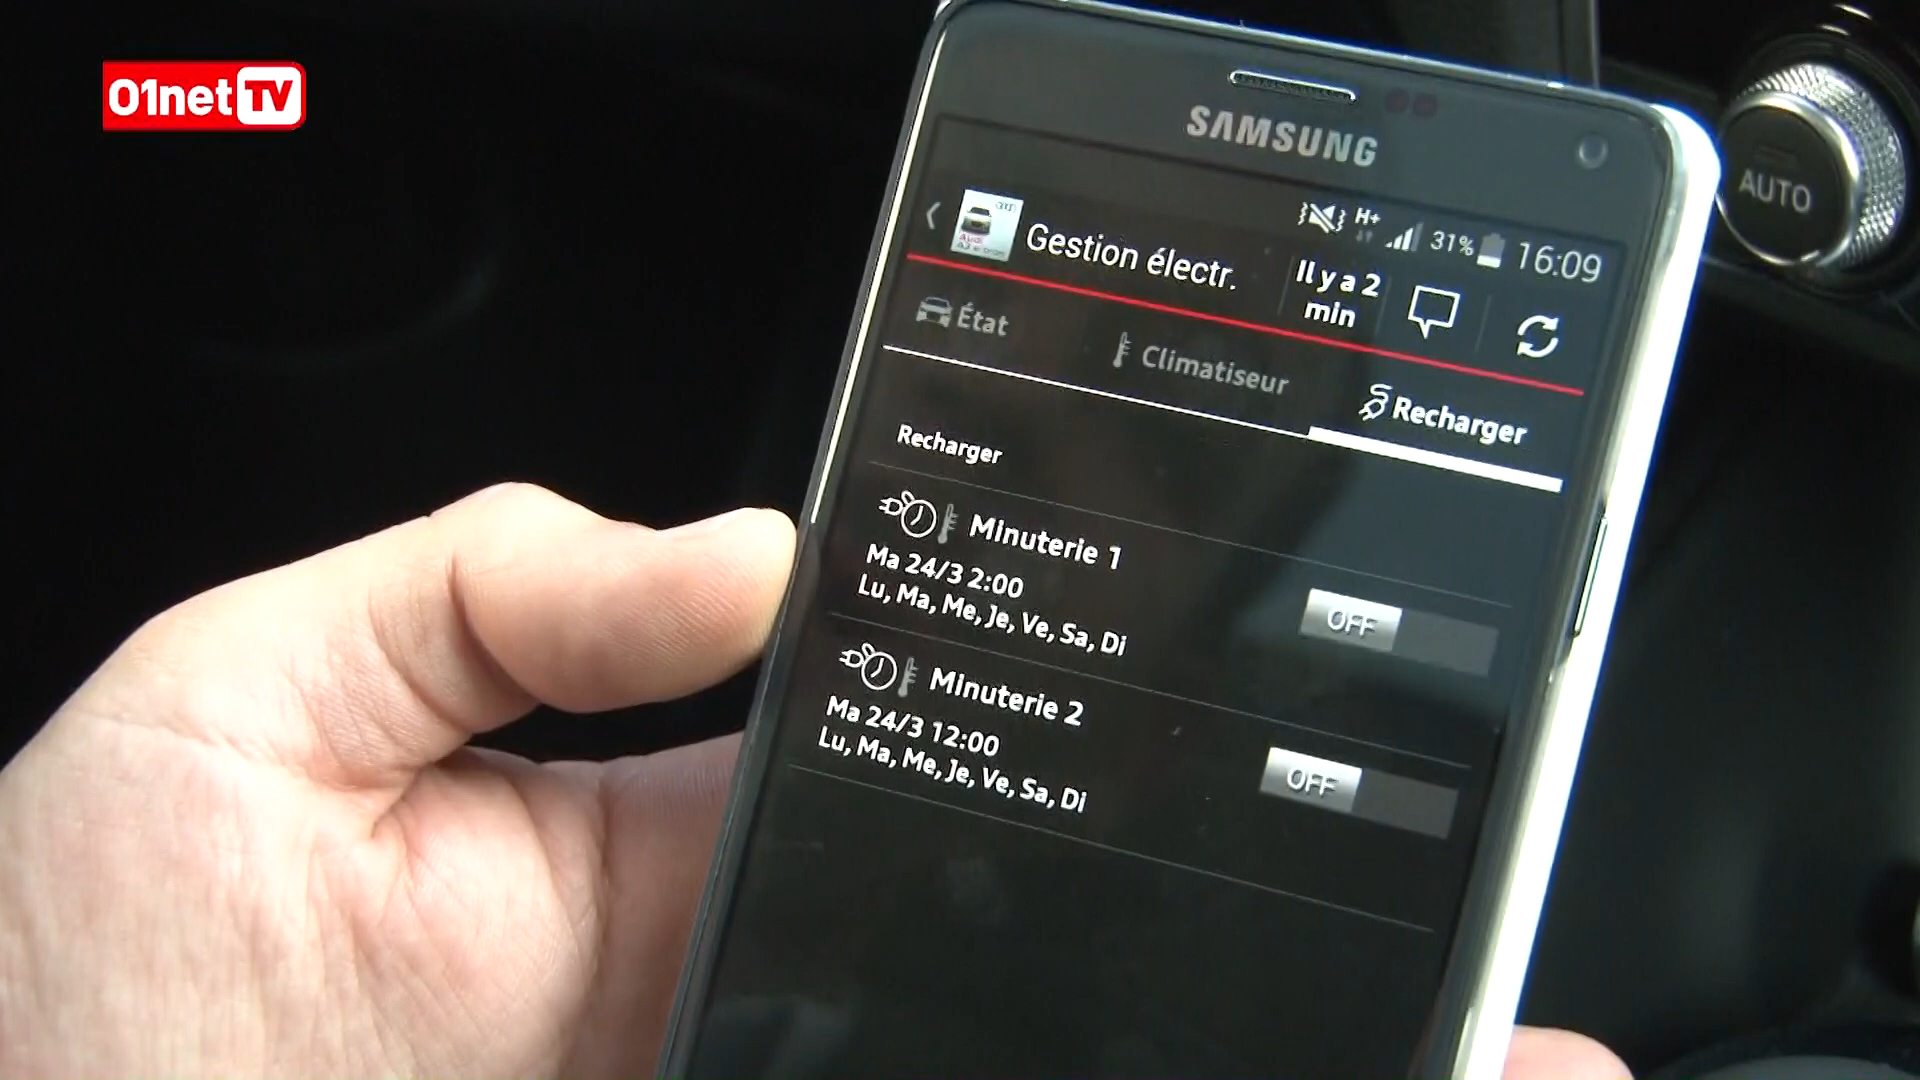 01net TV
SAMSUNG
AUTO
H+ 31% 16:09
Gestion électr.
Il y a 2
min
État
Climatiseur
Recharger
Recharger
Minuterie 1
Ma 24/3 2:00
Lu, Ma, Me, Je, Ve, Sa, Di
OFF
Minuterie 2
Ma 24/3 12:00
Lu, Ma, Me, Je, Ve, Sa, Di
OFF